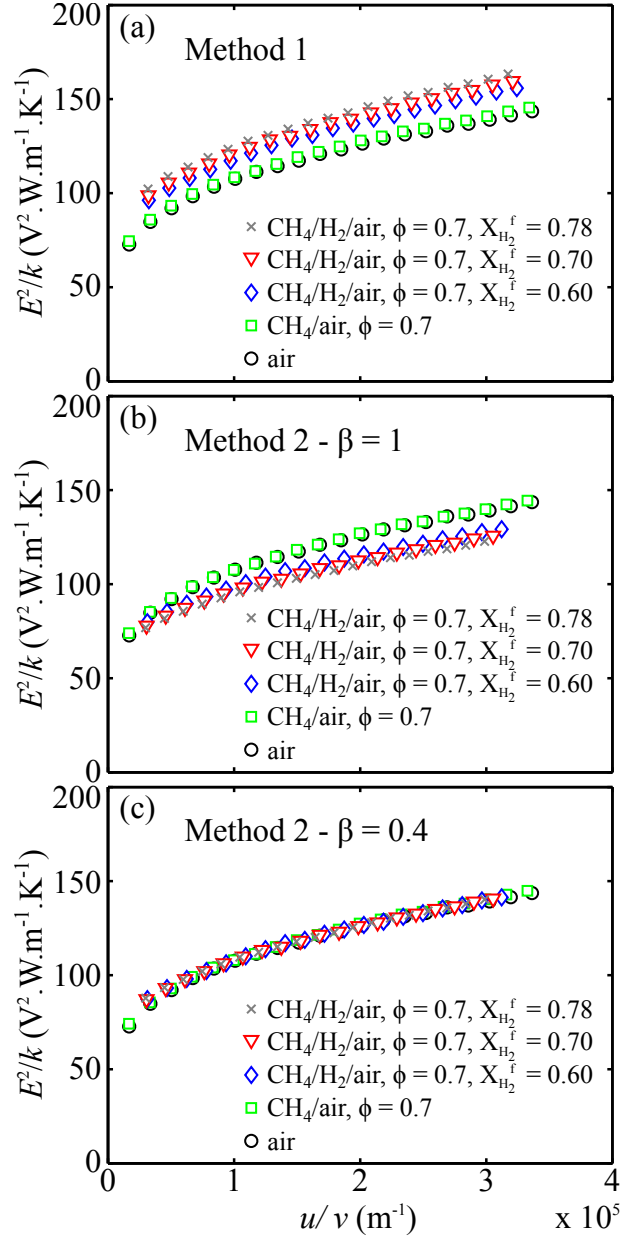 200
(a)
Method 1
150
E²/k (V².W.m⁻¹.K⁻¹)
100
× CH₄/H₂/air, ϕ = 0.7, X_H₂^f = 0.78
CH₄/H₂/air, ϕ = 0.7, X_H₂^f = 0.70
50
CH₄/H₂/air, ϕ = 0.7, X_H₂^f = 0.60
CH₄/air, ϕ = 0.7
air
0
200
(b)
Method 2 - β = 1
150
E²/k (V².W.m⁻¹.K⁻¹)
100
× CH₄/H₂/air, ϕ = 0.7, X_H₂^f = 0.78
CH₄/H₂/air, ϕ = 0.7, X_H₂^f = 0.70
50
CH₄/H₂/air, ϕ = 0.7, X_H₂^f = 0.60
CH₄/air, ϕ = 0.7
air
0
200
(c)
Method 2 - β = 0.4
150
E²/k (V².W.m⁻¹.K⁻¹)
100
× CH₄/H₂/air, ϕ = 0.7, X_H₂^f = 0.78
CH₄/H₂/air, ϕ = 0.7, X_H₂^f = 0.70
50
CH₄/H₂/air, ϕ = 0.7, X_H₂^f = 0.60
CH₄/air, ϕ = 0.7
air
0
0 1 2 3 4
u/ν (m⁻¹) x 10⁵